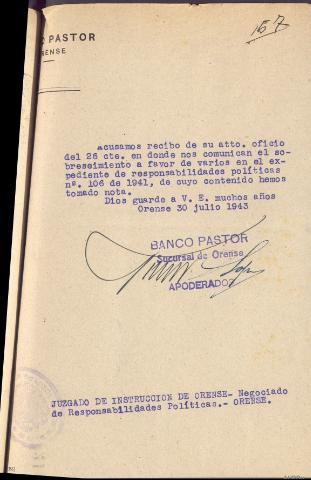 157
O PASTOR
ENSE
Acusamos recibo de su atto. oficio
del 26 cte. en donde nos comunican el so-
breseimiento a favor de varios en el ex-
pediente de responsabilidades políticas
nº. 106 de 1941, de cuyo contenido hemos
tomado nota.
Dios guarde a V. E. muchos años
Orense 30 julio 1943
BANCO PASTOR
Sucursal de Orense
APODERADOS
JUZGADO DE INSTRUCCION DE ORENSE- Negociado
de Responsabilidades Políticas.- ORENSE.